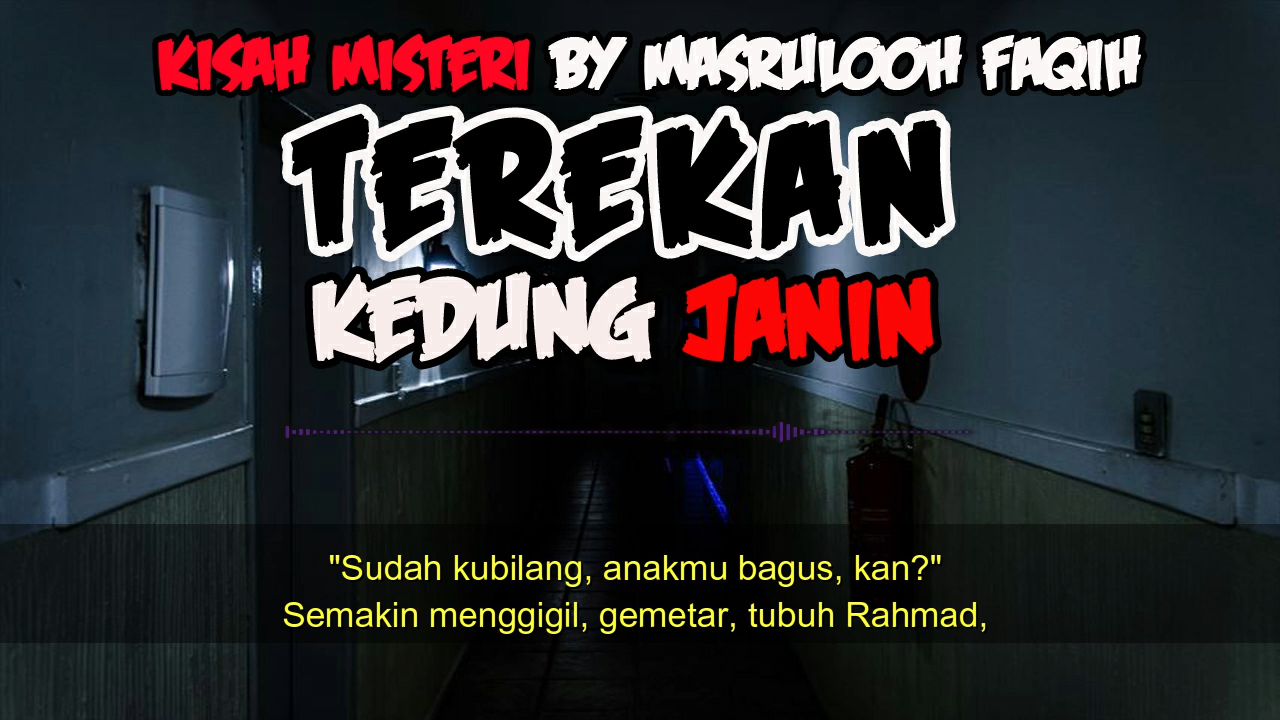 KISAH MISTERI BY MASRULOOH FAQIH
TEREKAN
KEDUNG JANIN
"Sudah kubilang, anakmu bagus, kan?"
Semakin menggigil, gemetar, tubuh Rahmad,